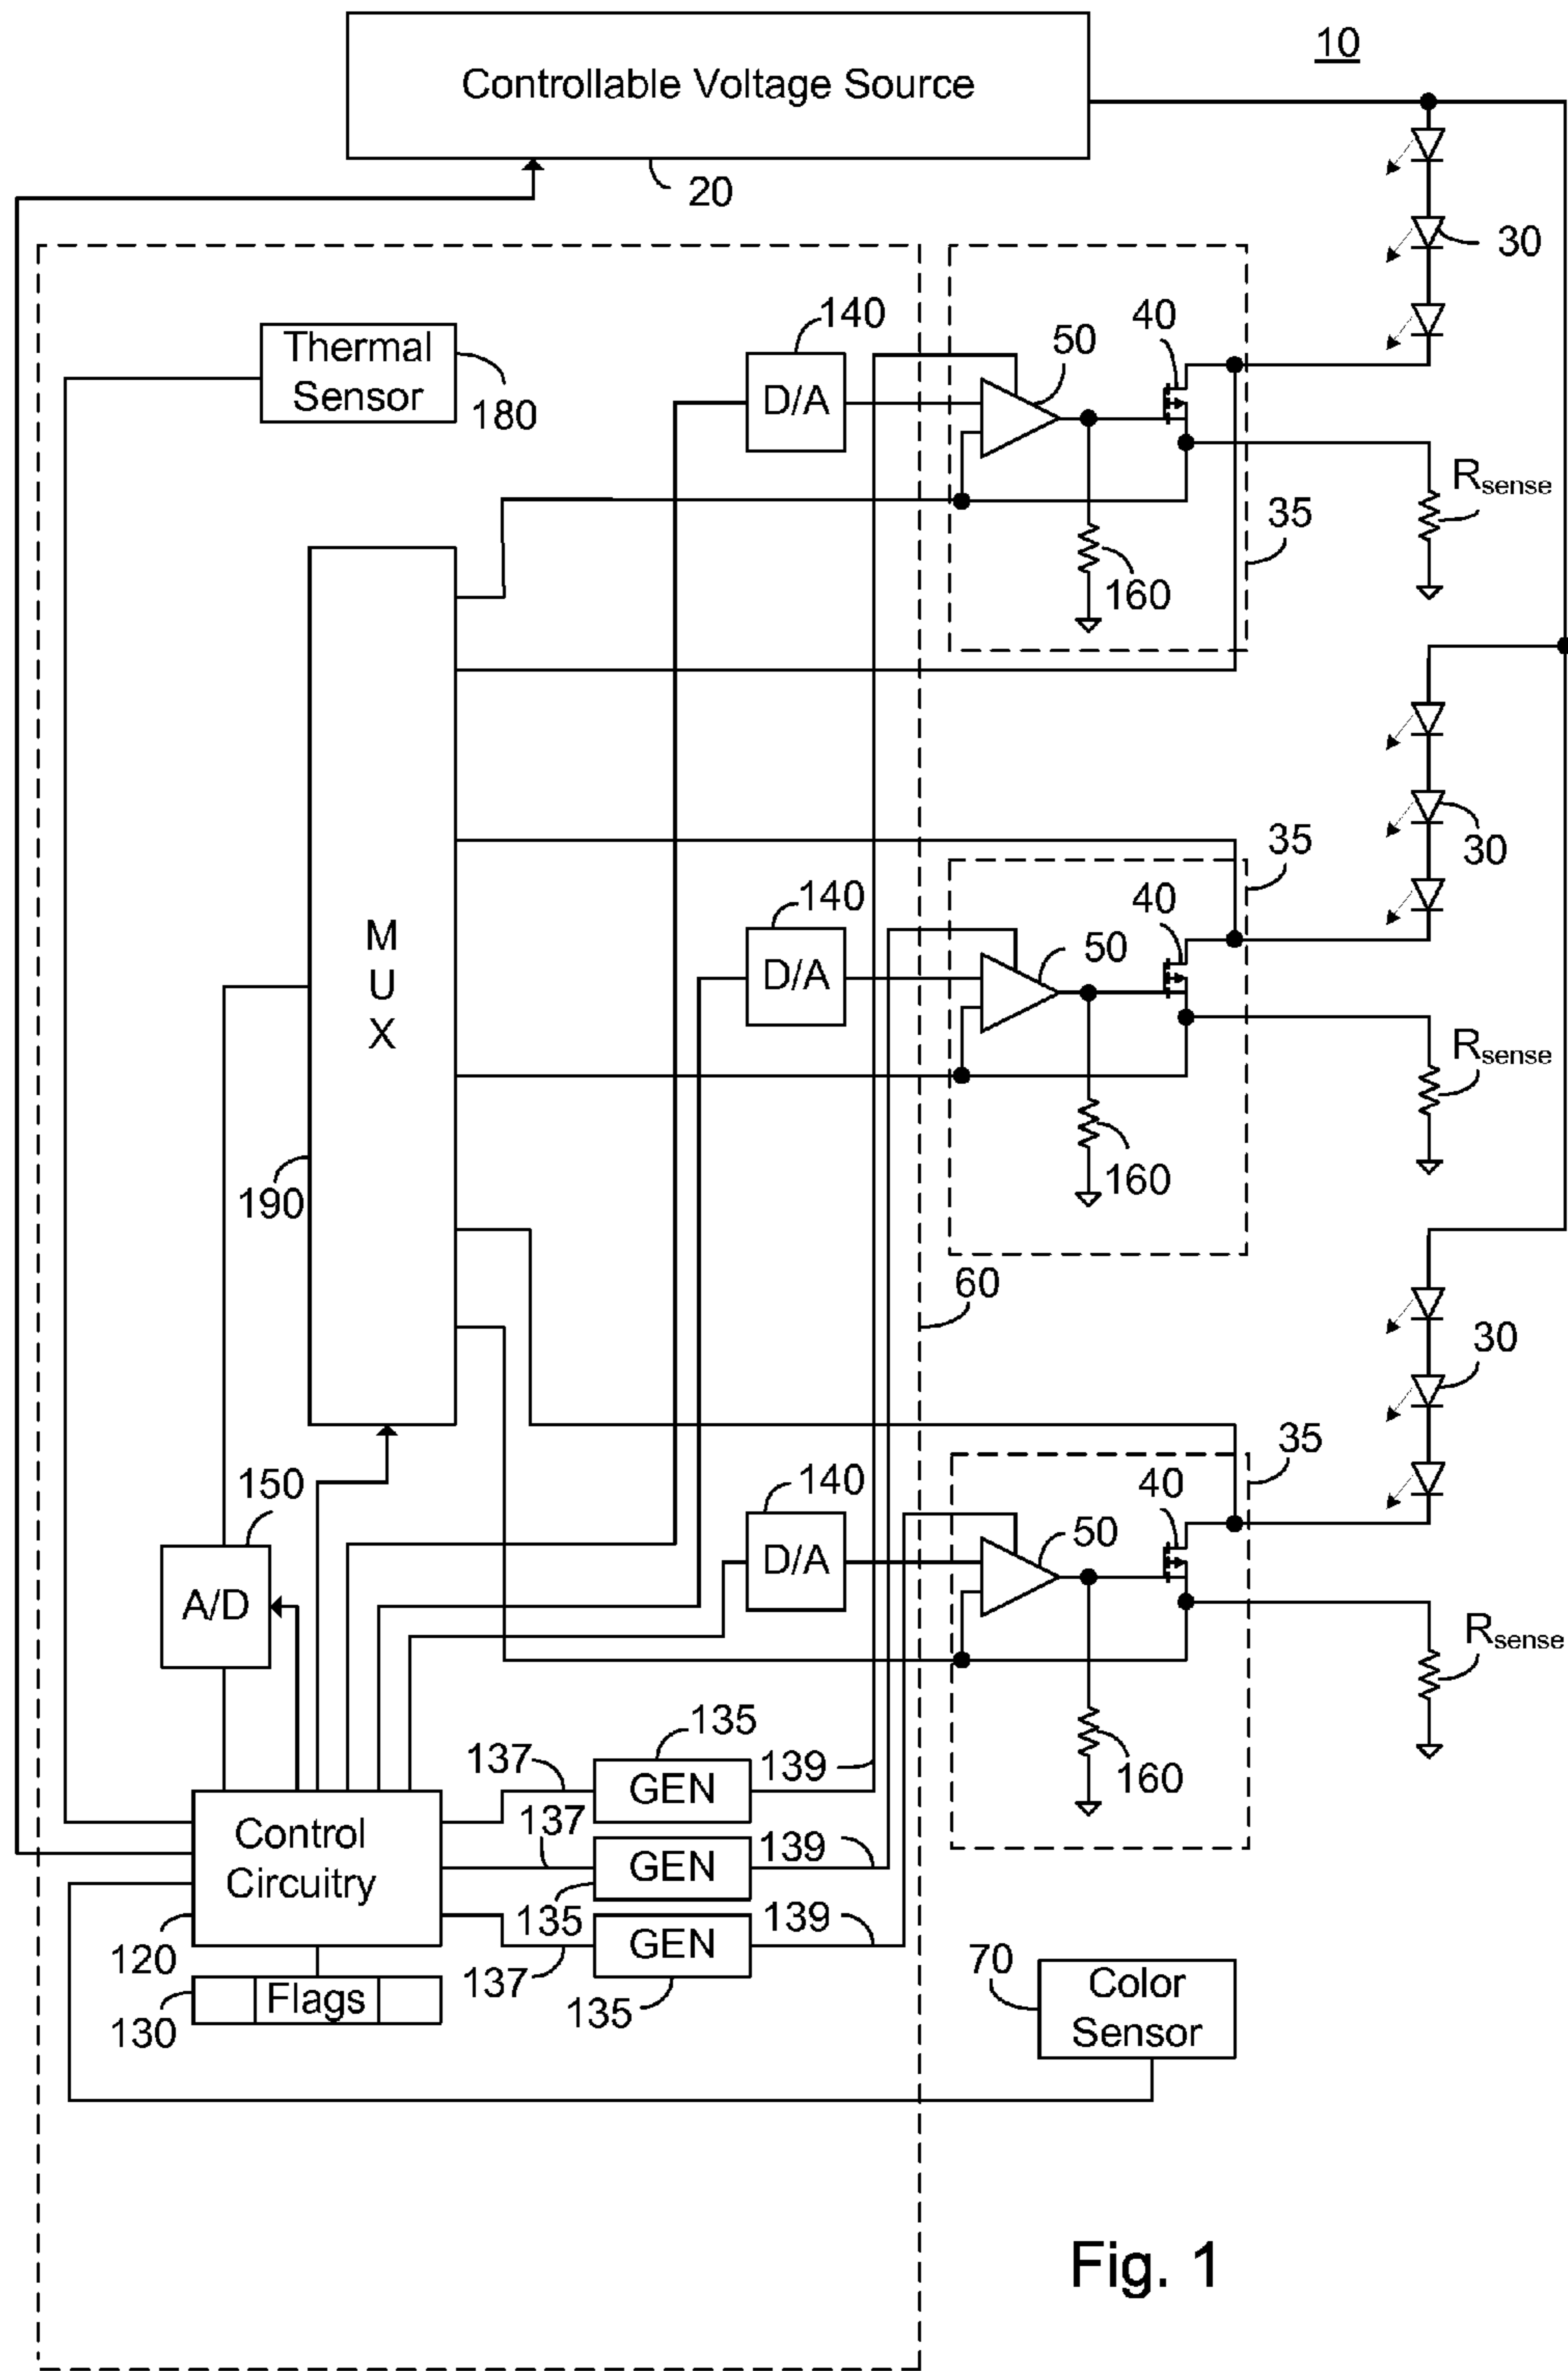 10
Controllable Voltage Source
20
30
Thermal
Sensor
180
140
D/A
50
40
Rsense
35
160
MUX
190
140
D/A
50
40
35
30
Rsense
160
60
30
35
150
A/D
140
D/A
50
40
Rsense
160
135
137
GEN
139
Control
Circuitry
137
GEN
139
135
GEN
139
120
137
135
130
Flags
70
Color
Sensor
Fig. 1